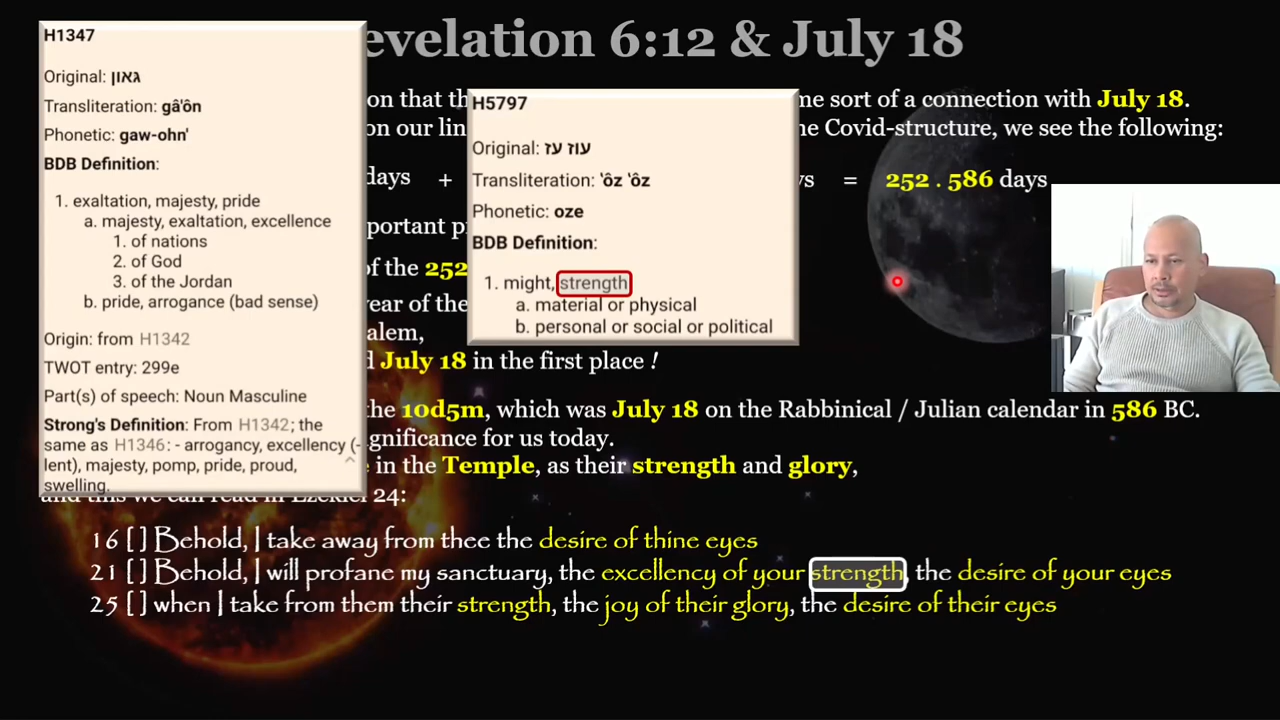 evelation 6:12 & July 18
H1347
Original: גאון
Transliteration: gâ'ôn
Phonetic: gaw-ohn'
BDB Definition:
1. exaltation, majesty, pride
a. majesty, exaltation, excellence
1. of nations
2. of God
3. of the Jordan
b. pride, arrogance (bad sense)
Origin: from H1342
TWOT entry: 299e
Part(s) of speech: Noun Masculine
Strong's Definition: From H1342; the
same as H1346: - arrogancy, excellency (-
lent), majesty, pomp, pride, proud,
swelling.
H5797
Original: עוז עז
Transliteration: 'ôz 'ôz
Phonetic: oze
BDB Definition:
1. might, strength
a. material or physical
b. personal or social or political
on that th me sort of a connection with July 18.
on our lin he Covid-structure, we see the following:
days + ys = 252 . 586 days
portant p
of the 252
year of the
alem,
d July 18 in the first place !
the 10d5m, which was July 18 on the Rabbinical / Julian calendar in 586 BC.
gnificance for us today.
e in the Temple, as their strength and glory,
and this we can read in Ezekiel 24:
16 [ ] Behold, I take away from thee the desire of thine eyes
21 [ ] Behold, I will profane my sanctuary, the excellency of your strength, the desire of your eyes
25 [ ] when I take from them their strength, the joy of their glory, the desire of their eyes